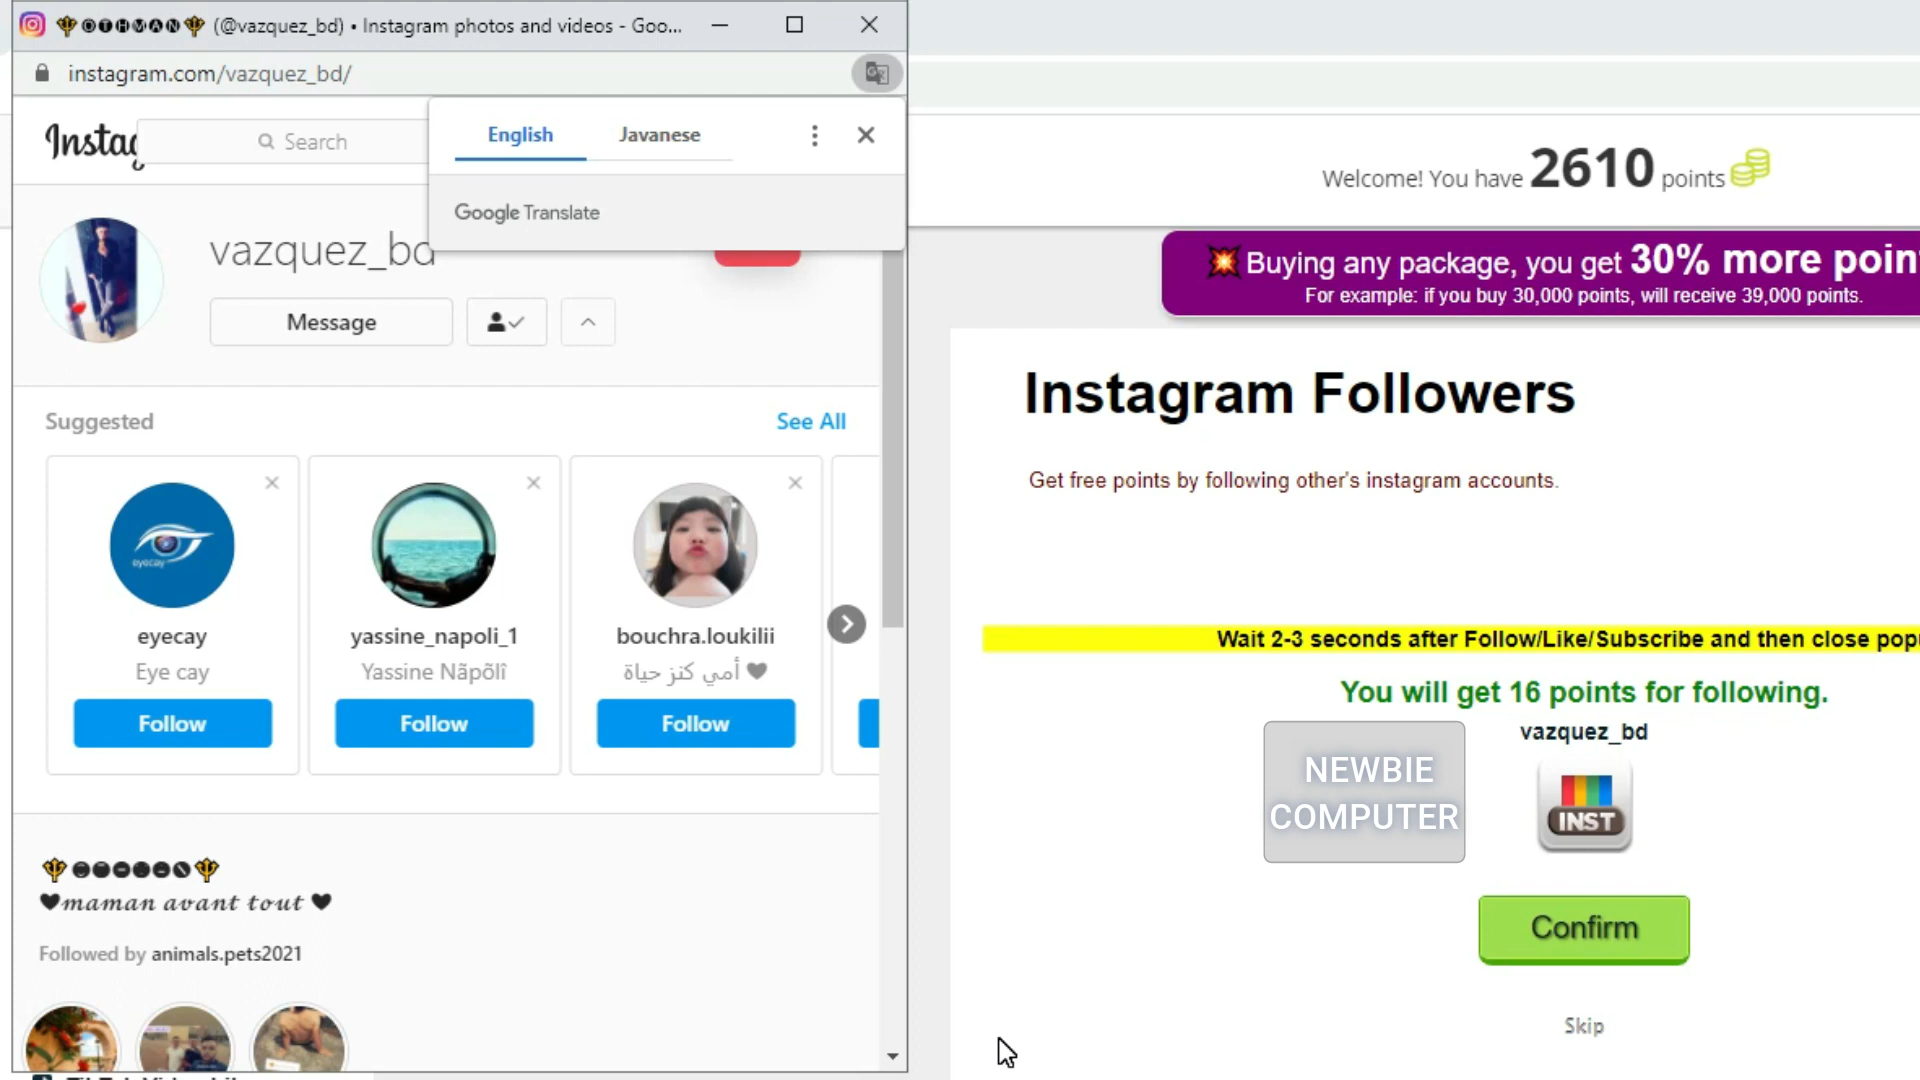 🔱🅞🅣🅗🅜🅐🅝🔱 (@vazquez_bd) • Instagram photos and videos - Goo...
instagram.com/vazquez_bd/
Instag
Search
English
Javanese
Google Translate
vazquez_bd
Message
Suggested
See All
eyecay
eyecay
Eye cay
Follow
yassine_napoli_1
Yassine Nãpõlî
Follow
bouchra.loukilii
أمي كنز حياة ♥
Follow
♥maman avant tout ♥
Followed by animals.pets2021
Welcome! You have 2610 points
💥 Buying any package, you get 30% more poin
For example: if you buy 30,000 points, will receive 39,000 points.
Instagram Followers
Get free points by following other's instagram accounts.
Wait 2-3 seconds after Follow/Like/Subscribe and then close pop
You will get 16 points for following.
vazquez_bd
NEWBIE
COMPUTER
INST
Confirm
Skip